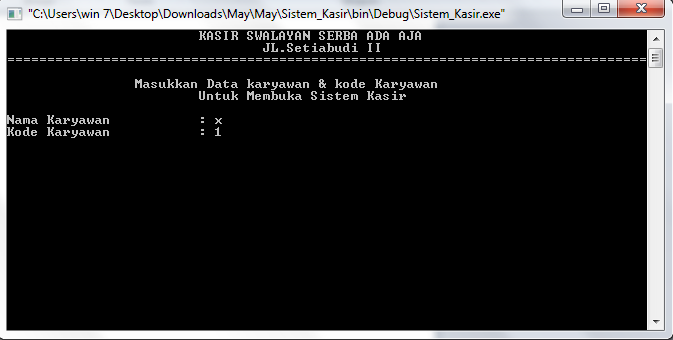 "C:\Users\win 7\Desktop\Downloads\May\May\Sistem_Kasir\bin\Debug\Sistem_Kasir.exe"
KASIR SWALAYAN SERBA ADA AJA
JL.Setiabudi II
================================================================================
Masukkan Data karyawan & kode Karyawan
Untuk Membuka Sistem Kasir
Nama Karyawan : x
Kode Karyawan : 1